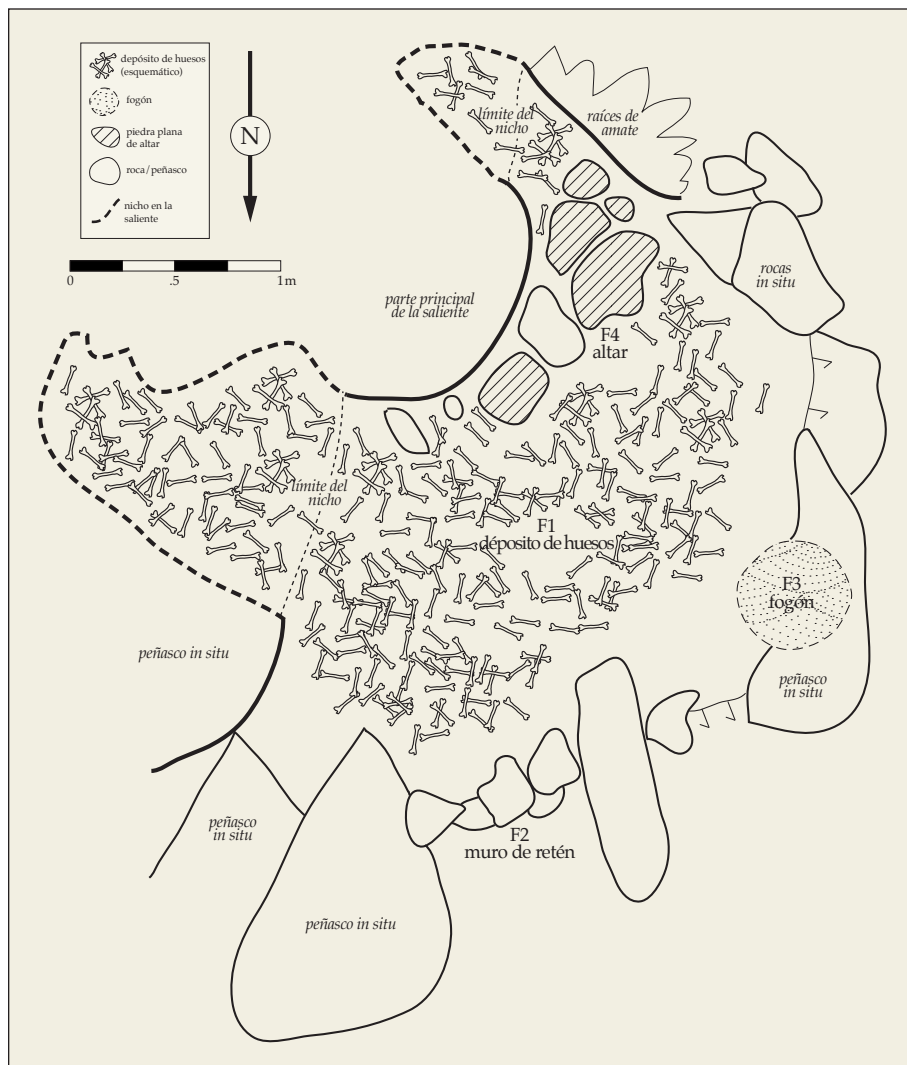 depósito de huesos
(esquemático)
fogón
piedra plana
de altar
roca/peñasco
nicho en la
saliente
N
0
.5
1m
límite del
nicho
raíces de
amate
parte principal
de la saliente
rocas
in situ
F4
altar
límite del
nicho
F1
déposito de huesos
F3
fogón
peñasco in situ
peñasco
in situ
peñasco
in situ
F2
muro de retén
peñasco in situ